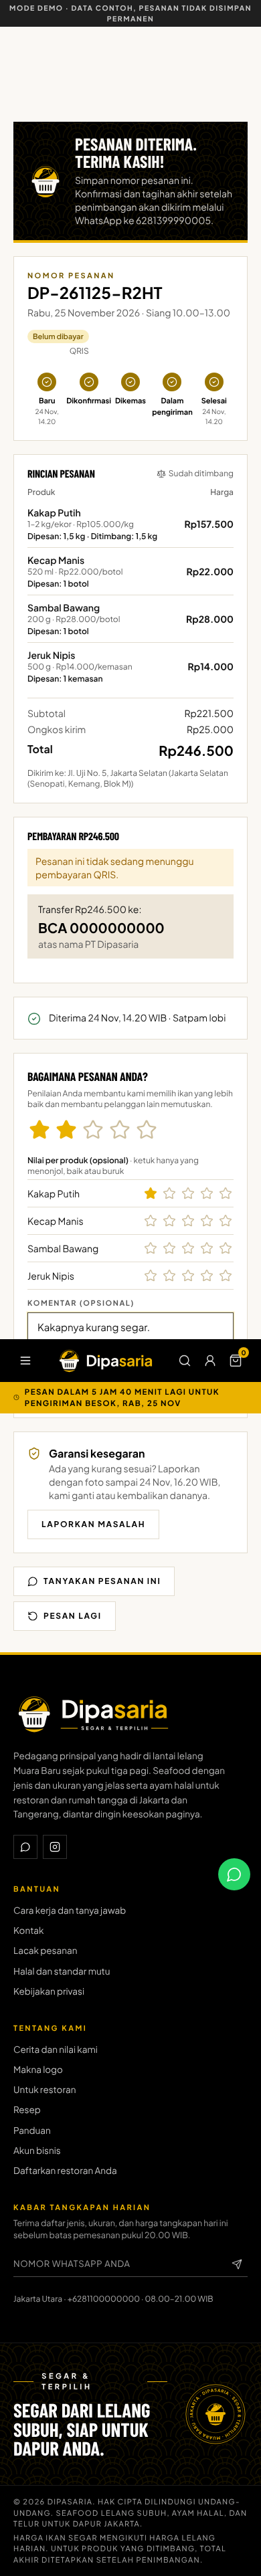 MODE DEMO · DATA CONTOH, PESANAN TIDAK DISIMPAN
PERMANEN
PESANAN DITERIMA.
TERIMA KASIH!
Simpan nomor pesanan ini.
Konfirmasi dan tagihan akhir setelah
penimbangan akan dikirim melalui
WhatsApp ke 6281399990005.
NOMOR PESANAN
DP-261125-R2HT
Rabu, 25 November 2026 · Siang 10.00–13.00
Belum dibayar
QRIS
Baru
24 Nov,
14.20
Dikonfirmasi
Dikemas
Dalam
pengiriman
Selesai
24 Nov,
14.20
RINCIAN PESANAN
Sudah ditimbang
Produk
Harga
Kakap Putih
1–2 kg/ekor · Rp105.000/kg
Dipesan: 1,5 kg · Ditimbang: 1,5 kg
Rp157.500
Kecap Manis
520 ml · Rp22.000/botol
Dipesan: 1 botol
Rp22.000
Sambal Bawang
200 g · Rp28.000/botol
Dipesan: 1 botol
Rp28.000
Jeruk Nipis
500 g · Rp14.000/kemasan
Dipesan: 1 kemasan
Rp14.000
Subtotal Rp221.500
Ongkos kirim Rp25.000
Total Rp246.500
Dikirim ke: Jl. Uji No. 5, Jakarta Selatan (Jakarta Selatan
(Senopati, Kemang, Blok M))
PEMBAYARAN RP246.500
Pesanan ini tidak sedang menunggu
pembayaran QRIS.
Transfer Rp246.500 ke:
BCA 0000000000
atas nama PT Dipasaria
Diterima 24 Nov, 14.20 WIB · Satpam lobi
BAGAIMANA PESANAN ANDA?
Penilaian Anda membantu kami memilih ikan yang lebih
baik dan membantu pelanggan lain memutuskan.
Nilai per produk (opsional) · ketuk hanya yang
menonjol, baik atau buruk
Kakap Putih
Kecap Manis
Sambal Bawang
Jeruk Nipis
KOMENTAR (OPSIONAL)
Kakapnya kurang segar.
Dipasaria
0
PESAN DALAM 5 JAM 40 MENIT LAGI UNTUK
PENGIRIMAN BESOK, RAB, 25 NOV
Garansi kesegaran
Ada yang kurang sesuai? Laporkan
dengan foto sampai 24 Nov, 16.20 WIB,
kami ganti atau kembalikan dananya.
LAPORKAN MASALAH
TANYAKAN PESANAN INI
PESAN LAGI
Dipasaria
SEGAR & TERPILIH
Pedagang prinsipal yang hadir di lantai lelang
Muara Baru sejak pukul tiga pagi. Seafood dengan
jenis dan ukuran yang jelas serta ayam halal untuk
restoran dan rumah tangga di Jakarta dan
Tangerang, diantar dingin keesokan paginya.
BANTUAN
Cara kerja dan tanya jawab
Kontak
Lacak pesanan
Halal dan standar mutu
Kebijakan privasi
TENTANG KAMI
Cerita dan nilai kami
Makna logo
Untuk restoran
Resep
Panduan
Akun bisnis
Daftarkan restoran Anda
KABAR TANGKAPAN HARIAN
Terima daftar jenis, ukuran, dan harga tangkapan hari ini
sebelum batas pemesanan pukul 20.00 WIB.
NOMOR WHATSAPP ANDA
Jakarta Utara · +6281100000000 · 08.00–21.00 WIB
SEGAR &
TERPILIH
SEGAR DARI LELANG
SUBUH, SIAP UNTUK
DAPUR ANDA.
© 2026 DIPASARIA. HAK CIPTA DILINDUNGI UNDANG-
UNDANG. SEAFOOD LELANG SUBUH, AYAM HALAL, DAN
TELUR UNTUK DAPUR JAKARTA.
HARGA IKAN SEGAR MENGIKUTI HARGA LELANG
HARIAN. UNTUK PRODUK YANG DITIMBANG, TOTAL
AKHIR DITETAPKAN SETELAH PENIMBANGAN.